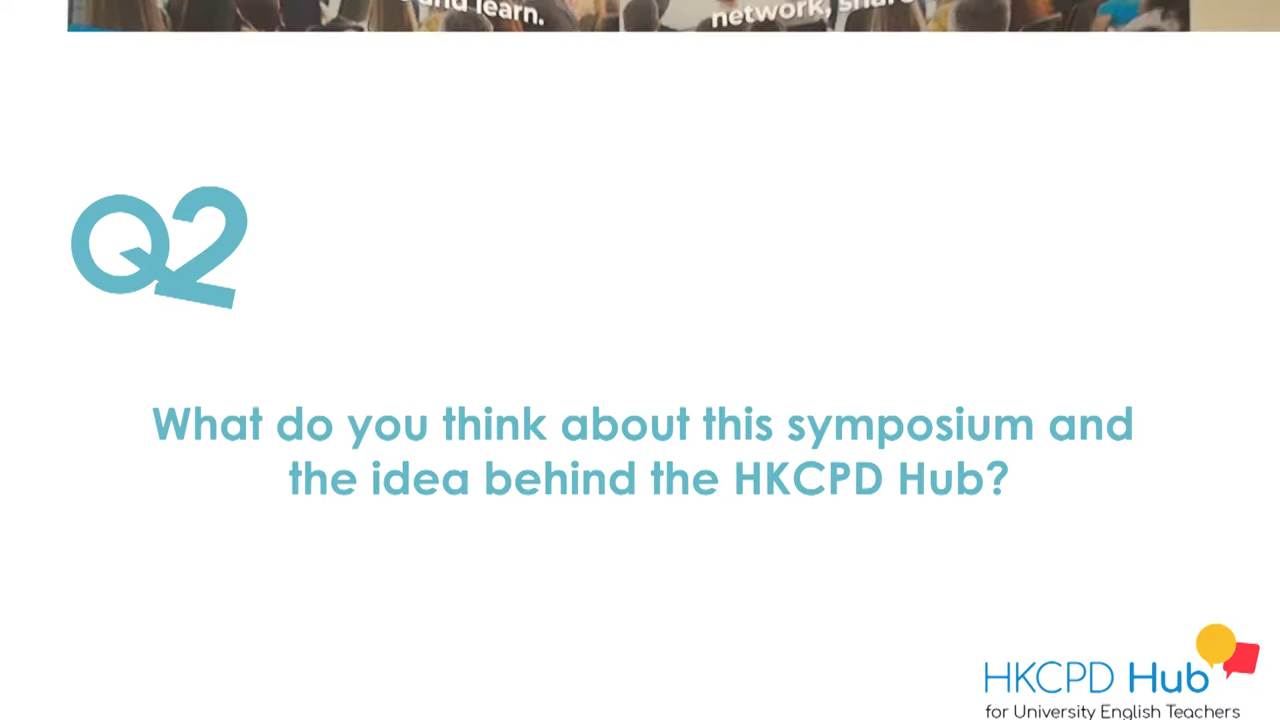 and learn.
network, share
Q2
What do you think about this symposium and
the idea behind the HKCPD Hub?
HKCPD Hub
for University English Teachers